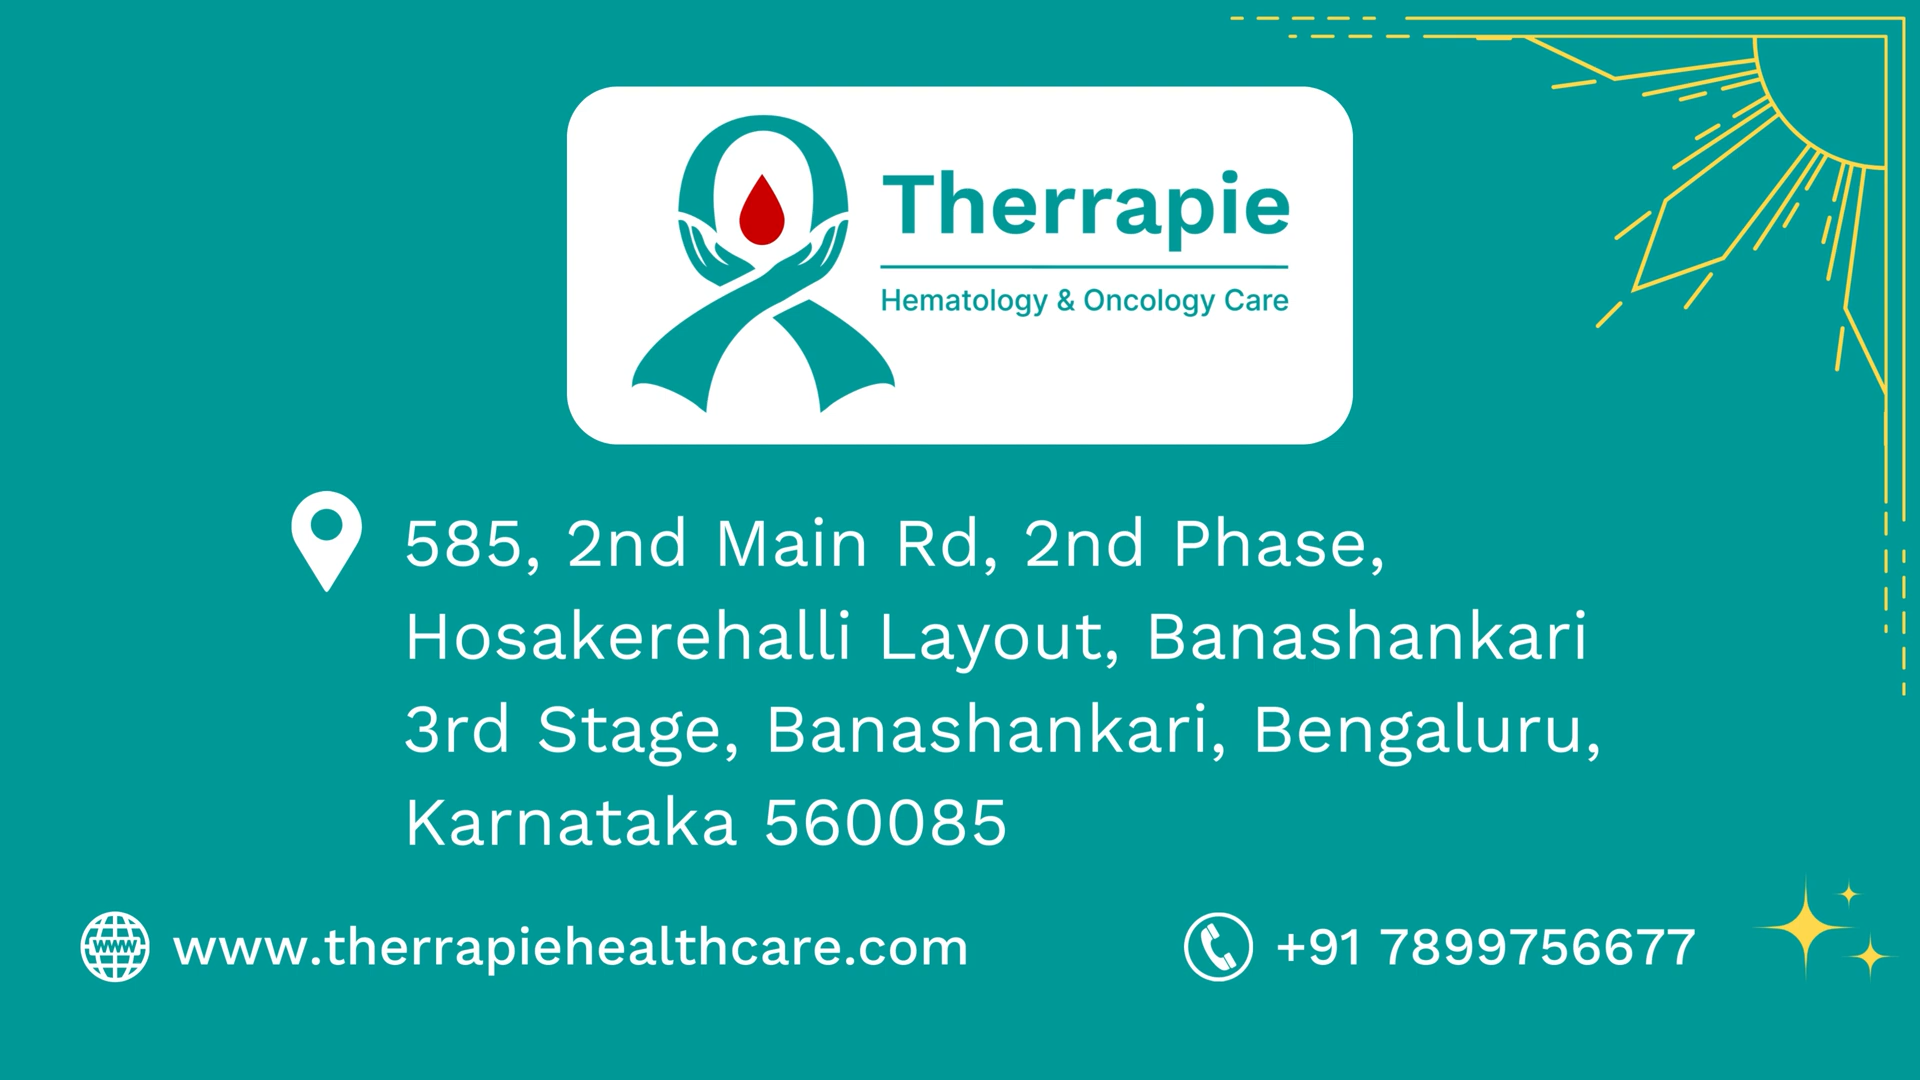 Therrapie
Hematology & Oncology Care
585, 2nd Main Rd, 2nd Phase,
Hosakerehalli Layout, Banashankari
3rd Stage, Banashankari, Bengaluru,
Karnataka 560085
www
www.therrapiehealthcare.com
+91 7899756677